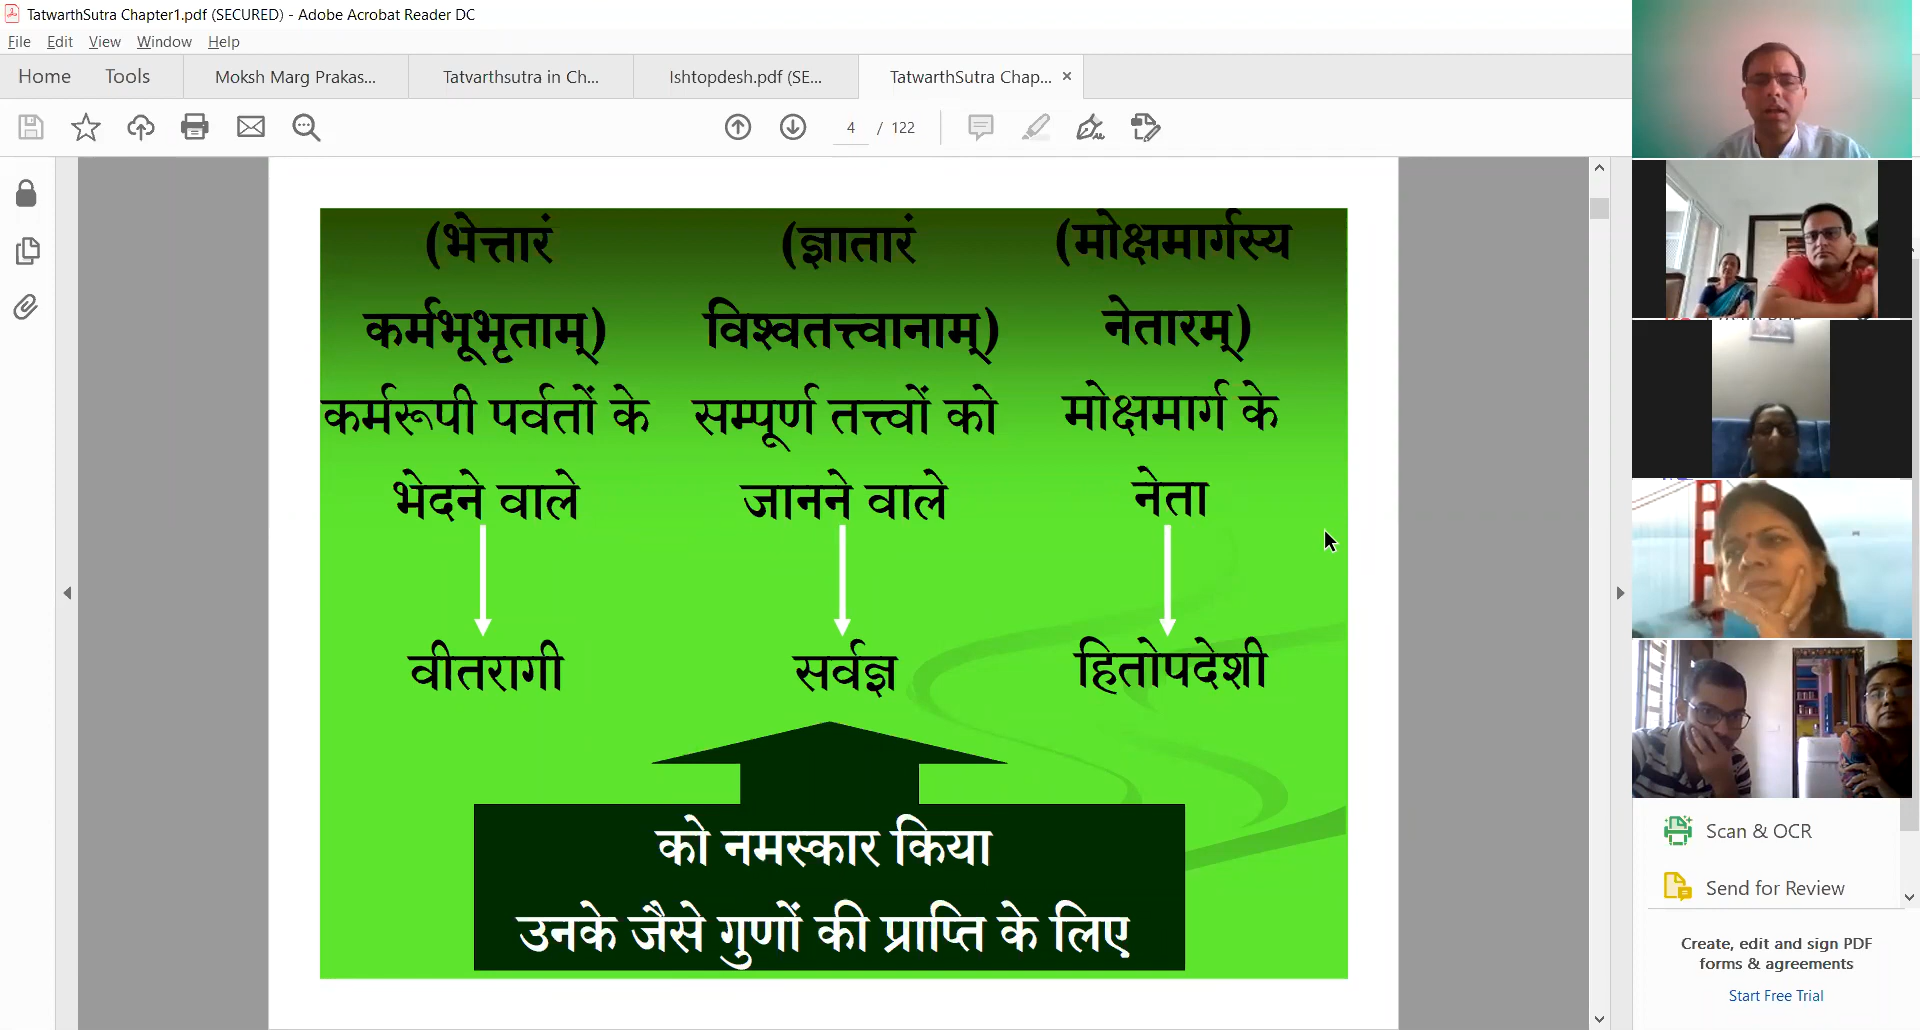 TatwarthSutra Chapter1.pdf (SECURED) - Adobe Acrobat Reader DC
File Edit View Window Help
Home Tools Moksh Marg Prakas... Tatvarthsutra in Ch... Ishtopdesh.pdf (SE... TatwarthSutra Chap... ×
4 / 122
(भेत्तारं (ज्ञातारं (मोक्षमार्गस्य
कर्मभूभृताम्) विश्वतत्त्वानाम्) नेतारम्)
कर्मरूपी पर्वतों के सम्पूर्ण तत्त्वों को मोक्षमार्ग के
भेदने वाले जानने वाले नेता
वीतरागी सर्वज्ञ हितोपदेशी
को नमस्कार किया
उनके जैसे गुणों की प्राप्ति के लिए
Scan & OCR
Send for Review
Create, edit and sign PDF
forms & agreements
Start Free Trial